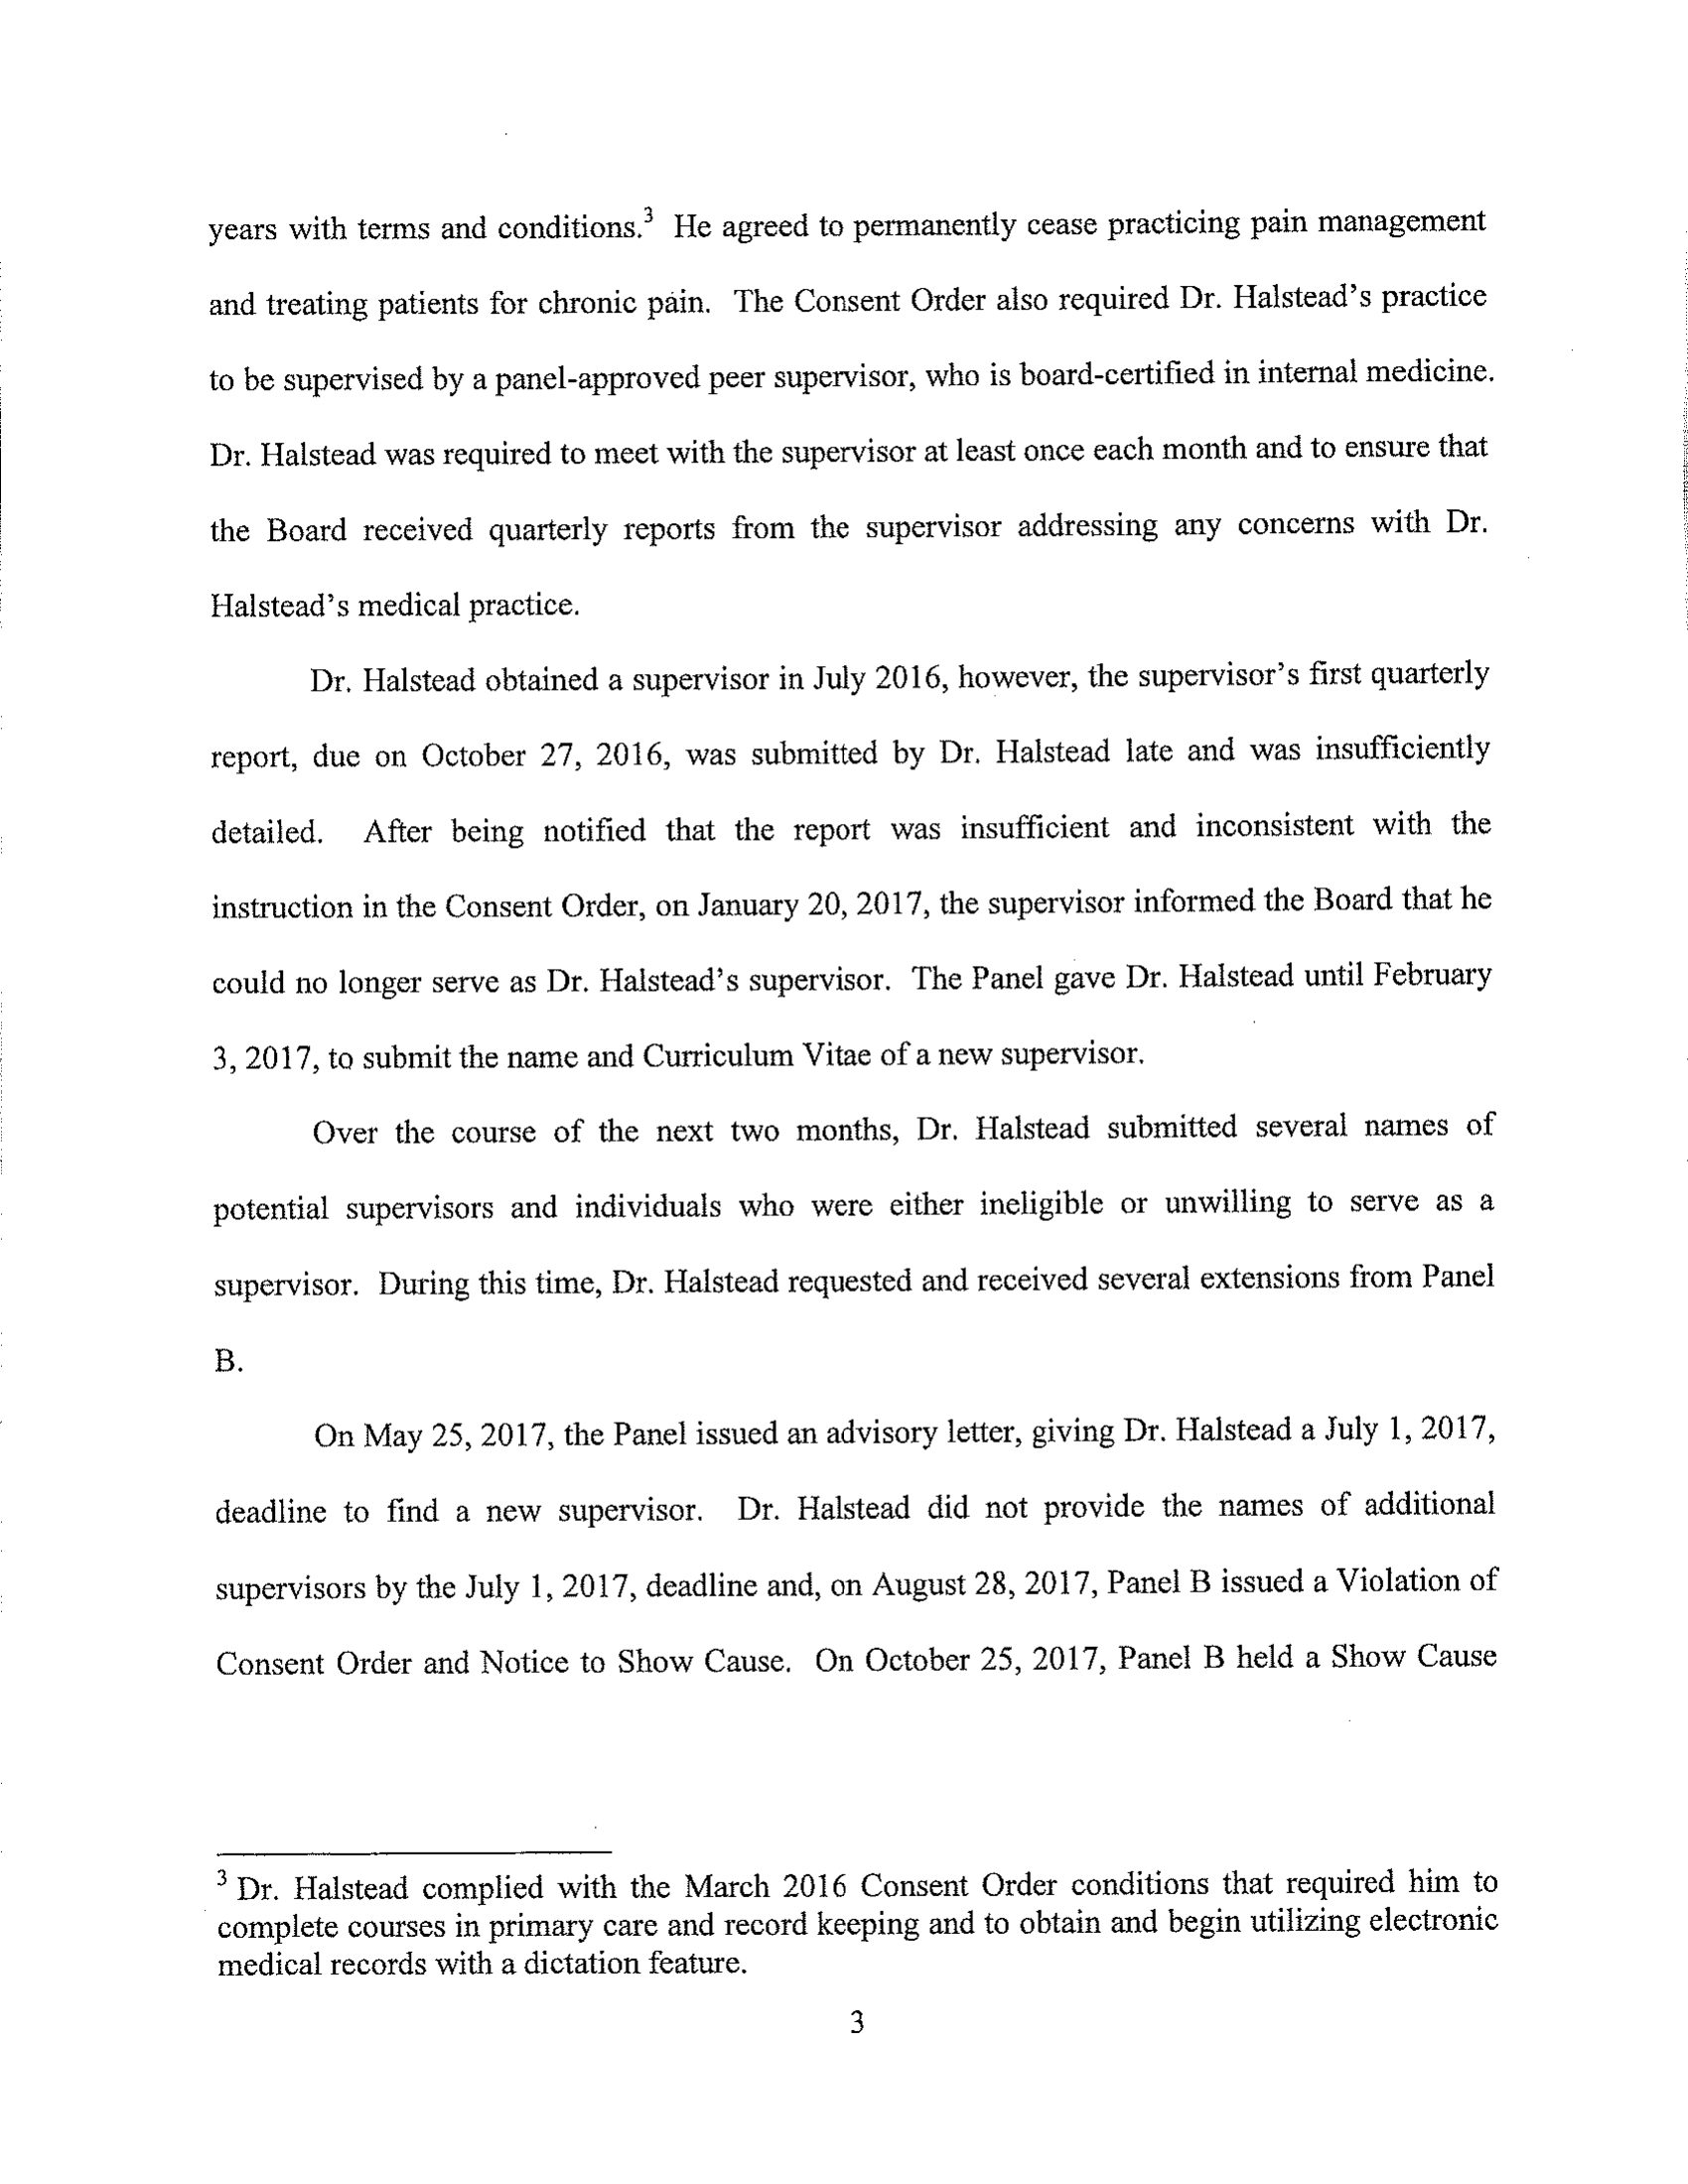 years with terms and conditions.3 He agreed to permanently cease practicing pain management
and treating patients for chronic pain. The Consent Order also required Dr. Halstead's practice
to be supervised by a panel-approved peer supervisor, who is board-certified in internal medicine.
Dr. Halstead was required to meet with the supervisor at least once each month and to ensure that
the Board received quarterly reports from the supervisor addressing any concerns with Dr.
Halstead's medical practice.
Dr. Halstead obtained a supervisor in July 2016, however, the supervisor's first quarterly
report, due on October 27, 2016, was submitted by Dr. Halstead late and was insufficiently
detailed. After being notified that the report was insufficient and inconsistent with the
instruction in the Consent Order, on January 20, 2017, the supervisor informed the Board that he
could no longer serve as Dr. Halstead's supervisor. The Panel gave Dr. Halstead until February
3, 2017, to submit the name and Curriculum Vitae of a new supervisor.
Over the course of the next two months, Dr. Halstead submitted several names of
potential supervisors and individuals who were either ineligible or unwilling to serve as a
supervisor. During this time, Dr. Halstead requested and received several extensions from Panel
B.
On May 25, 2017, the Panel issued an advisory letter, giving Dr. Halstead a July 1, 2017,
deadline to find a new supervisor. Dr. Halstead did not provide the names of additional
supervisors by the July 1, 2017, deadline and, on August 28, 2017, Panel B issued a Violation of
Consent Order and Notice to Show Cause. On October 25, 2017, Panel B held a Show Cause
3 Dr. Halstead complied with the March 2016 Consent Order conditions that required him to
complete courses in primary care and record keeping and to obtain and begin utilizing electronic
medical records with a dictation feature.
3